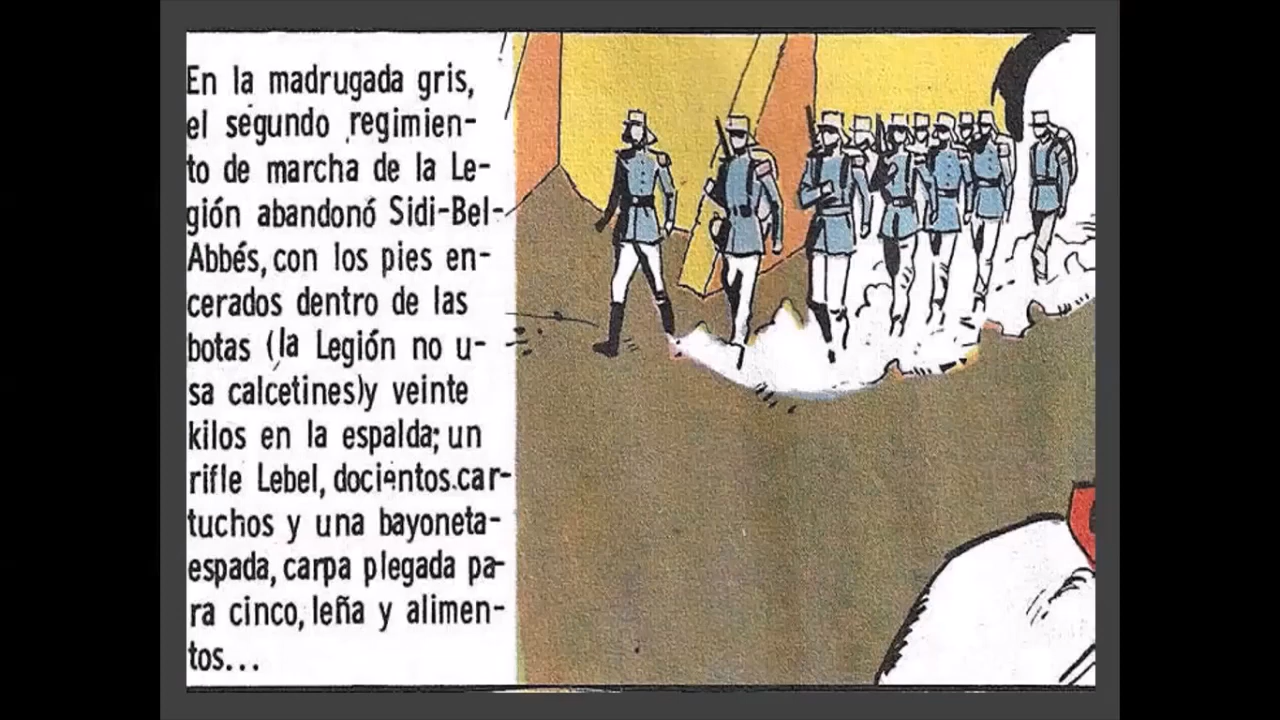 En la madrugada gris,
el segundo regimien-
to de marcha de la Le-
gión abandonó Sidi-Bel-
Abbés, con los pies en-
cerados dentro de las
botas (la Legión no u-
sa calcetines)y veinte
kilos en la espalda; un
rifle Lebel, docientos.car-
tuchos y una bayoneta-
espada, carpa plegada pa-
ra cinco, leña y alimen-
tos...